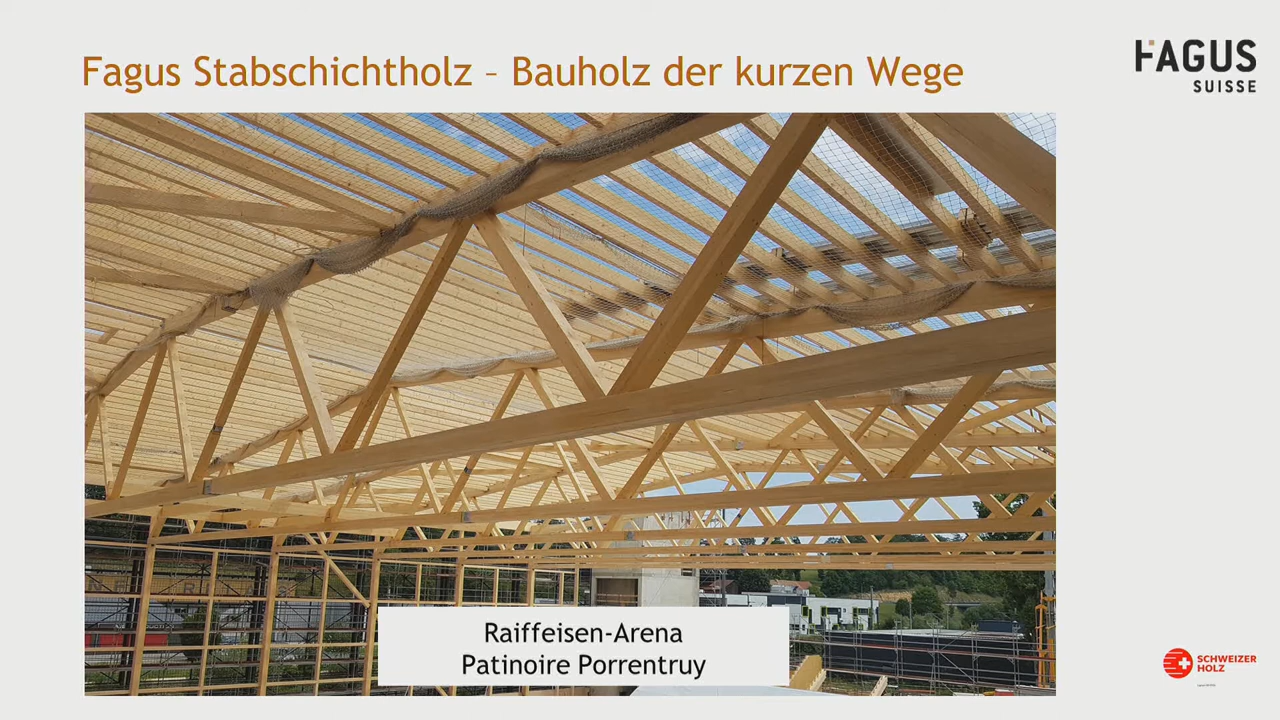 Fagus Stabschichtholz – Bauholz der kurzen Wege
FAGUS
SUISSE
Raiffeisen-Arena
Patinoire Porrentruy
SCHWEIZER
HOLZ